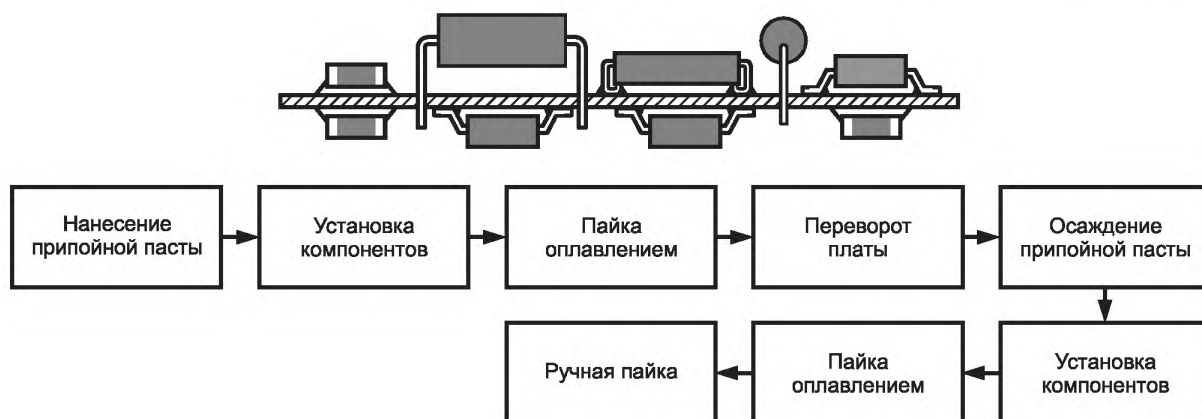 Нанесение
припойной пасты
Установка
компонентов
Пайка
оплавлением
Переворот
платы
Осаждение
припойной пасты
Установка
компонентов
Пайка
оплавлением
Ручная пайка